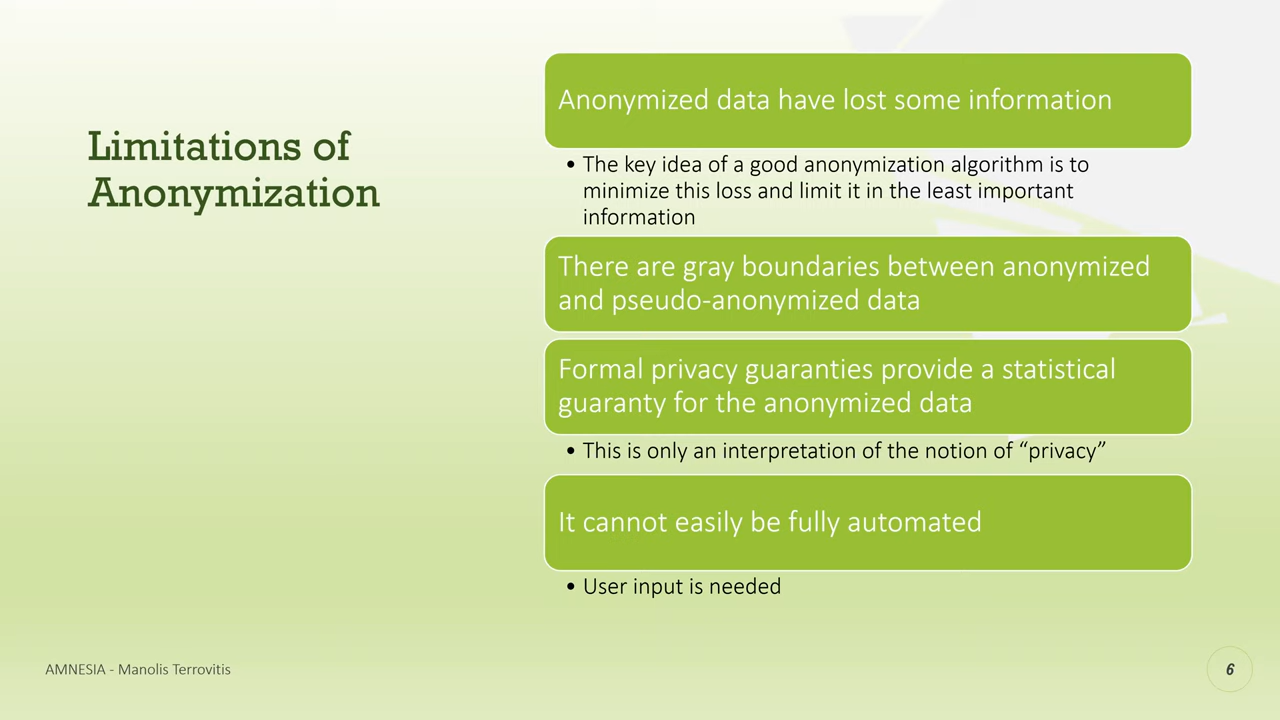 Limitations of
Anonymization
Anonymized data have lost some information
• The key idea of a good anonymization algorithm is to
minimize this loss and limit it in the least important
information
There are gray boundaries between anonymized
and pseudo-anonymized data
Formal privacy guaranties provide a statistical
guaranty for the anonymized data
• This is only an interpretation of the notion of “privacy”
It cannot easily be fully automated
• User input is needed
AMNESIA - Manolis Terrovitis
6